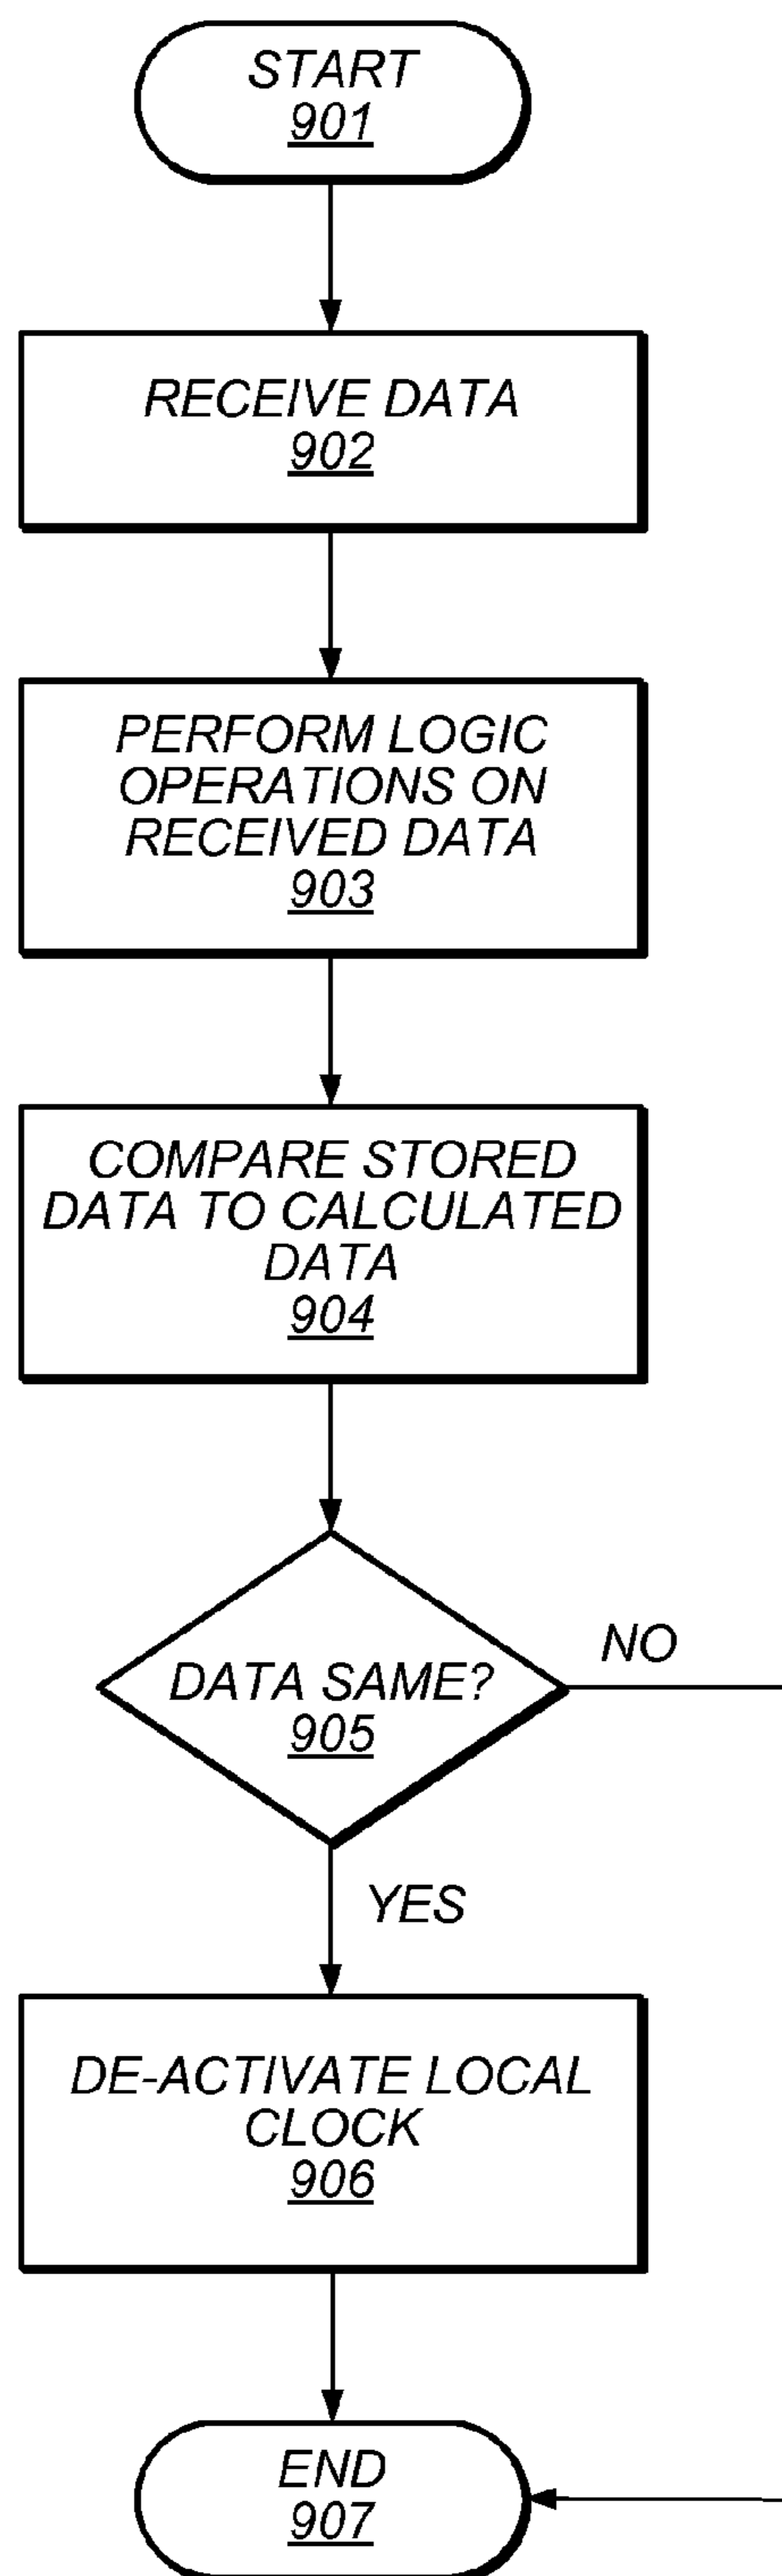 START
901
RECEIVE DATA
902
PERFORM LOGIC
OPERATIONS ON
RECEIVED DATA
903
COMPARE STORED
DATA TO CALCULATED
DATA
904
DATA SAME?
905
NO
YES
DE-ACTIVATE LOCAL
CLOCK
906
END
907